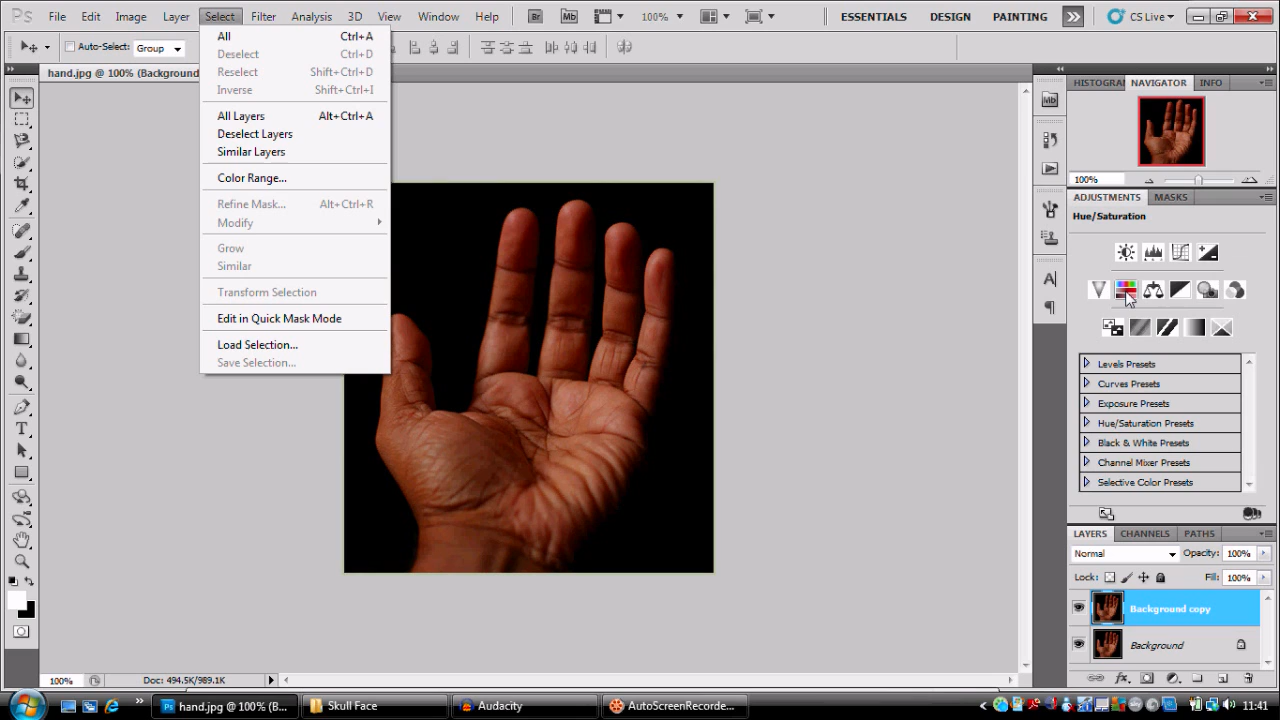 Ps File Edit Image Layer Select Filter Analysis 3D View Window Help Br Mb 100% ESSENTIALS DESIGN PAINTING CS Live
Auto-Select: Group
hand.jpg @ 100% (Background
All Ctrl+A
Deselect Ctrl+D
Reselect Shift+Ctrl+D
Inverse Shift+Ctrl+I
All Layers Alt+Ctrl+A
Deselect Layers
Similar Layers
Color Range...
Refine Mask... Alt+Ctrl+R
Modify
Grow
Similar
Transform Selection
Edit in Quick Mask Mode
Load Selection...
Save Selection...
Mb
HISTOGRAM NAVIGATOR INFO
100%
ADJUSTMENTS MASKS
Hue/Saturation
Levels Presets
Curves Presets
Exposure Presets
Hue/Saturation Presets
Black & White Presets
Channel Mixer Presets
Selective Color Presets
LAYERS CHANNELS PATHS
Normal Opacity: 100%
Lock: Fill: 100%
Background copy
Background
100% Doc: 494.5K/989.1K
Ps hand.jpg @ 100% (B... Skull Face Audacity AutoScreenRecorde... 11:41